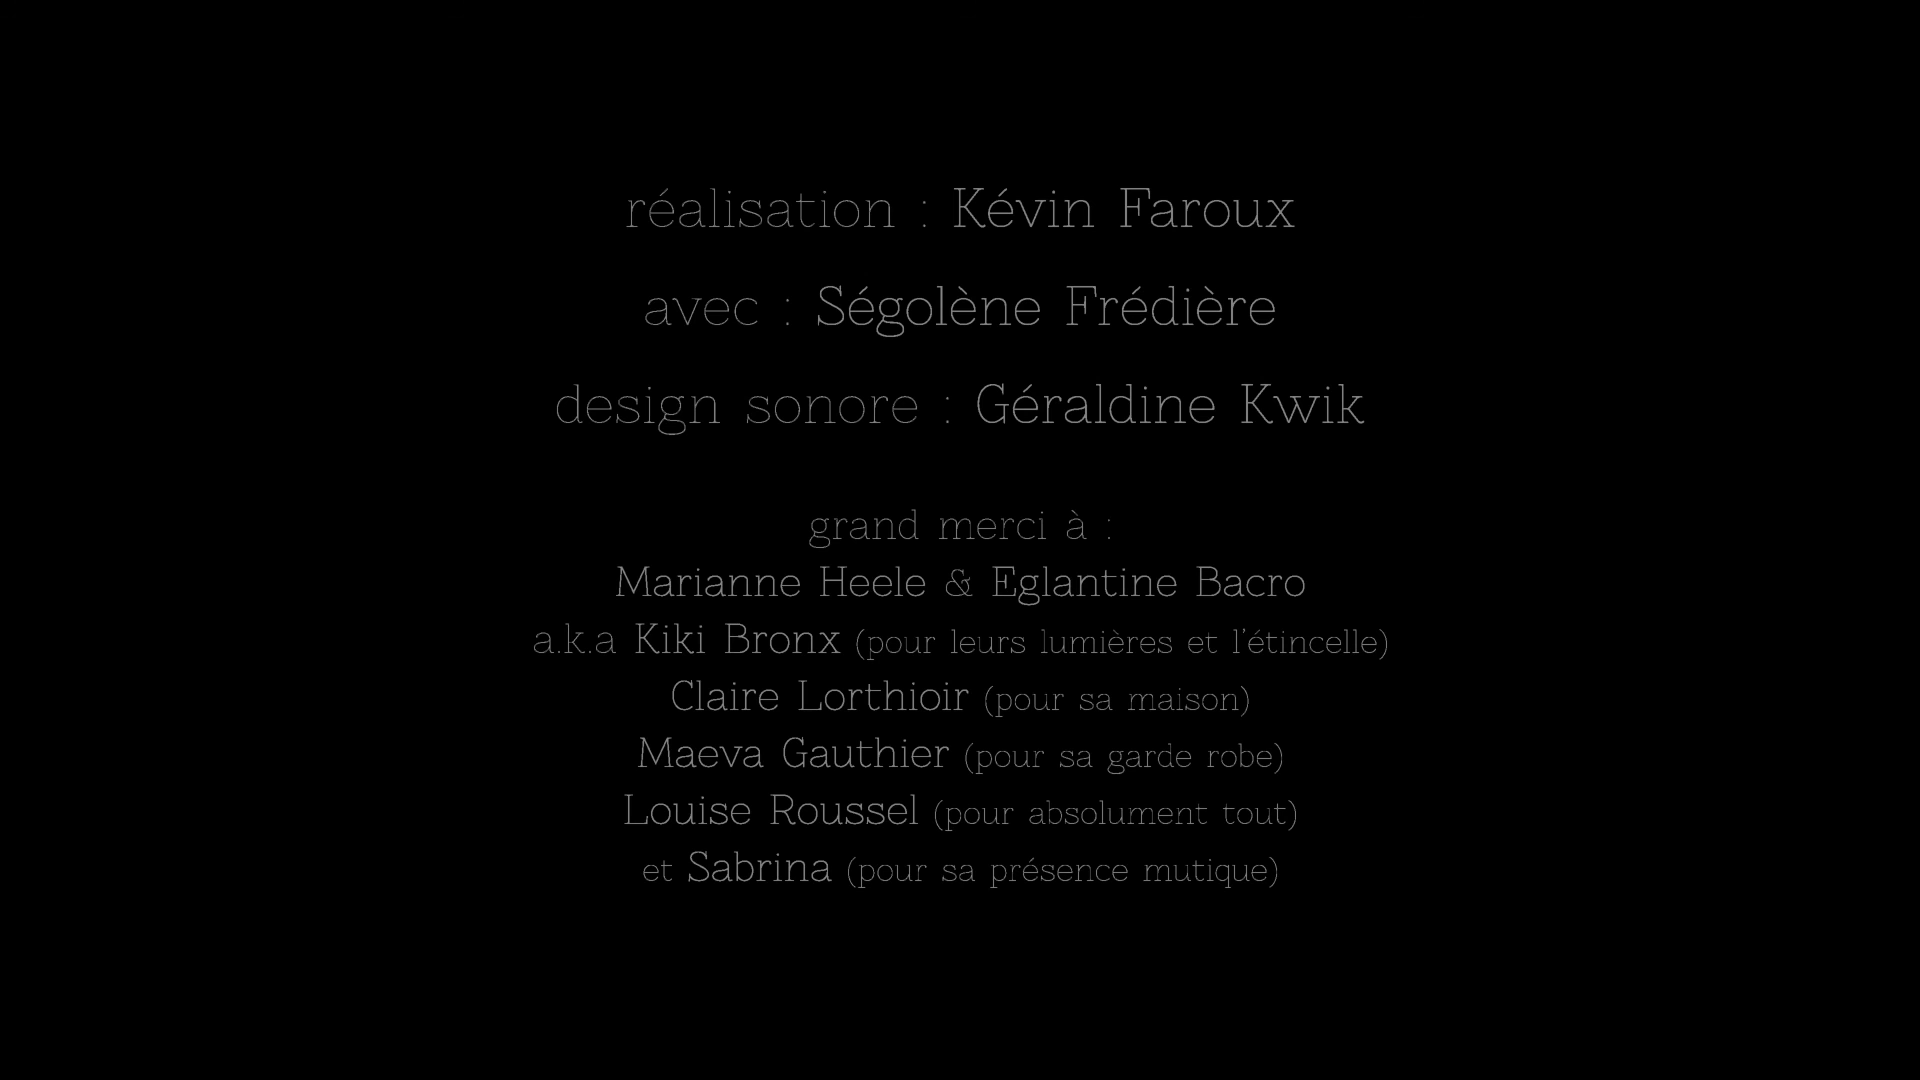 réalisation : Kévin Faroux
avec : Ségolène Frédière
design sonore : Géraldine Kwik
grand merci à :
Marianne Heele & Eglantine Bacro
a.k.a Kiki Bronx (pour leurs lumières et l'étincelle)
Claire Lorthioir (pour sa maison)
Maeva Gauthier (pour sa garde robe)
Louise Roussel (pour absolument tout)
et Sabrina (pour sa présence mutique)